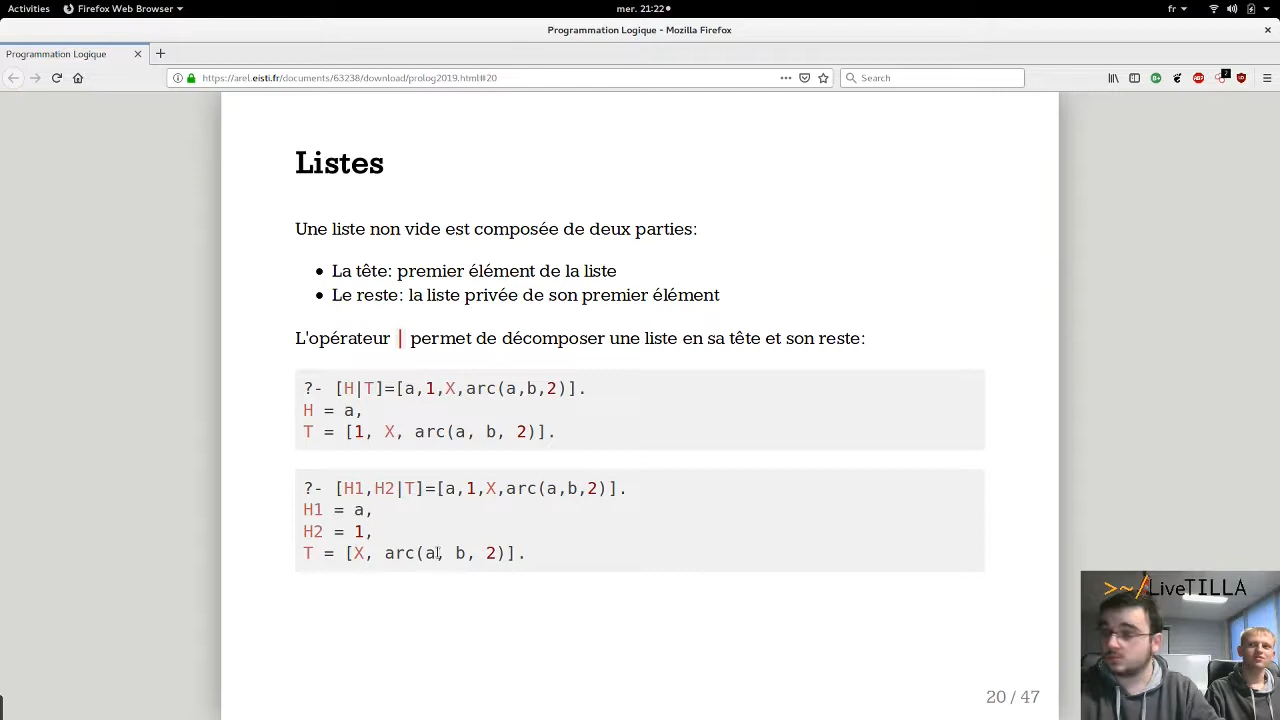 Activities Firefox Web Browser mer. 21:22 fr
Programmation Logique - Mozilla Firefox
Programmation Logique
https://arel.eisti.fr/documents/63238/download/prolog2019.html#20 Search 2
Listes
Une liste non vide est composée de deux parties:
La tête: premier élément de la liste
Le reste: la liste privée de son premier élément
L'opérateur | permet de décomposer une liste en sa tête et son reste:
?- [H|T]=[a,1,X,arc(a,b,2)].
H = a,
T = [1, X, arc(a, b, 2)].
?- [H1,H2|T]=[a,1,X,arc(a,b,2)].
H1 = a,
H2 = 1,
T = [X, arc(a, b, 2)].
>~/LiveTILLA
20 / 47